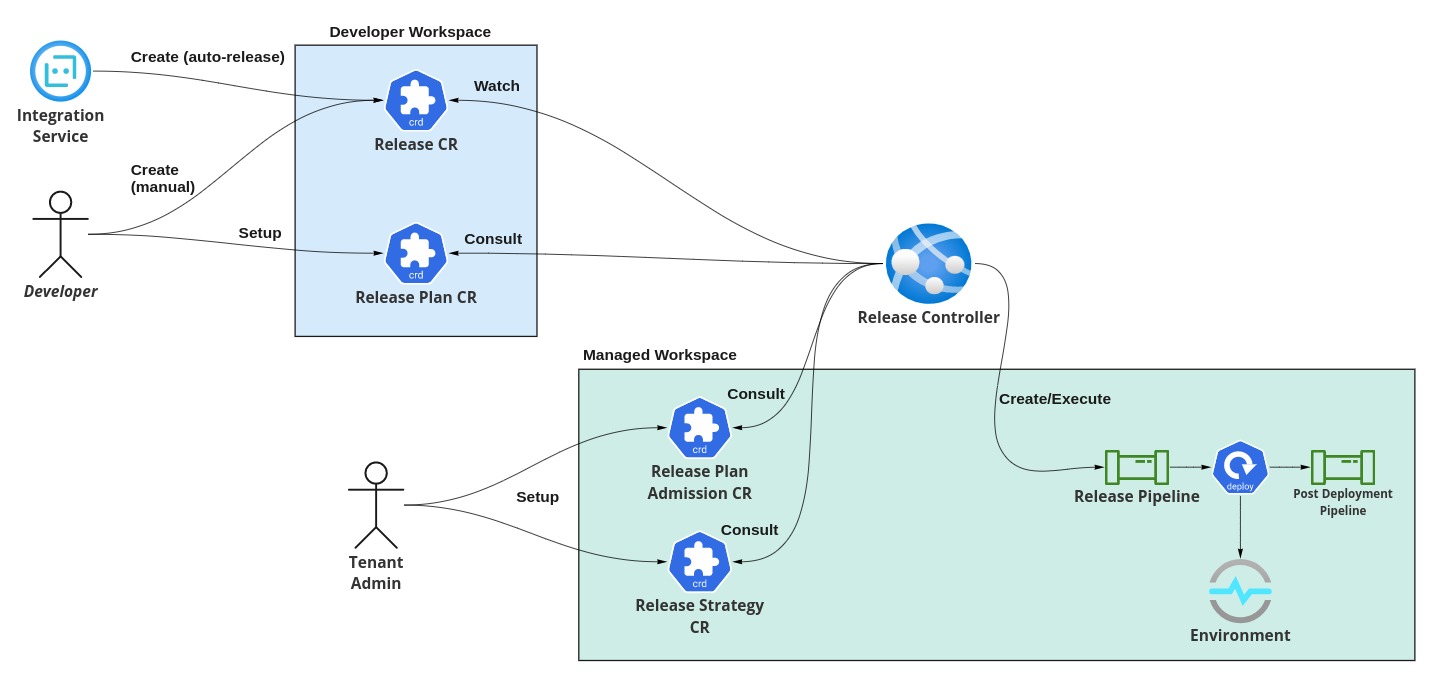 Developer Workspace
Create (auto-release)
Watch
Integration
Service
crd
Release CR
Create
(manual)
Setup
Consult
crd
Developer
Release Plan CR
Release Controller
Managed Workspace
Consult
Create/Execute
crd
Release Plan
Admission CR
Setup
Release Pipeline
deploy
Post Deployment
Pipeline
Consult
Tenant
Admin
crd
Release Strategy
CR
Environment